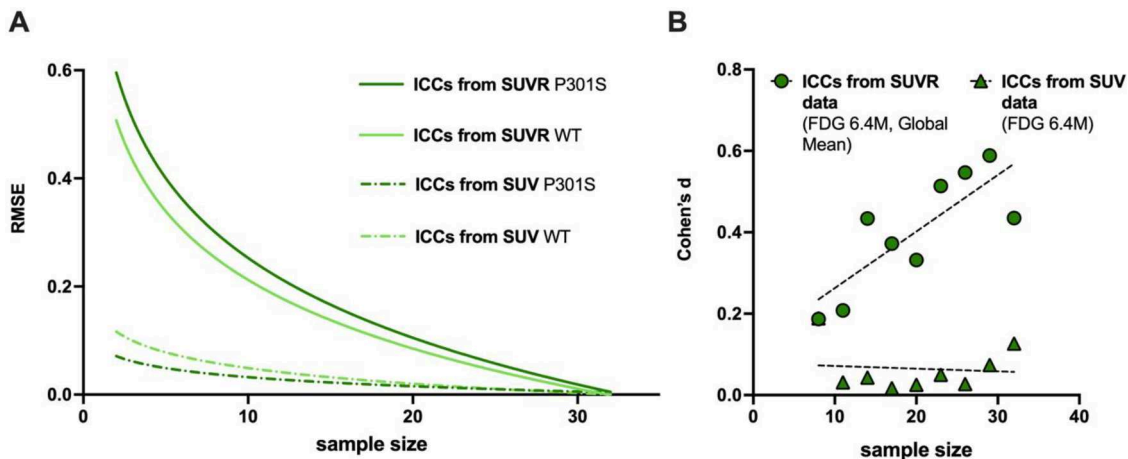 A
RMSE
0.6
0.4
0.2
0.0
0
10
20
30
sample size
ICCs from SUVR P301S
ICCs from SUVR WT
ICCs from SUV P301S
ICCs from SUV WT
B
Cohen's d
0.8
0.6
0.4
0.2
0.0
0
10
20
30
40
sample size
ICCs from SUVR
data
(FDG 6.4M, Global
Mean)
ICCs from SUV
data
(FDG 6.4M)